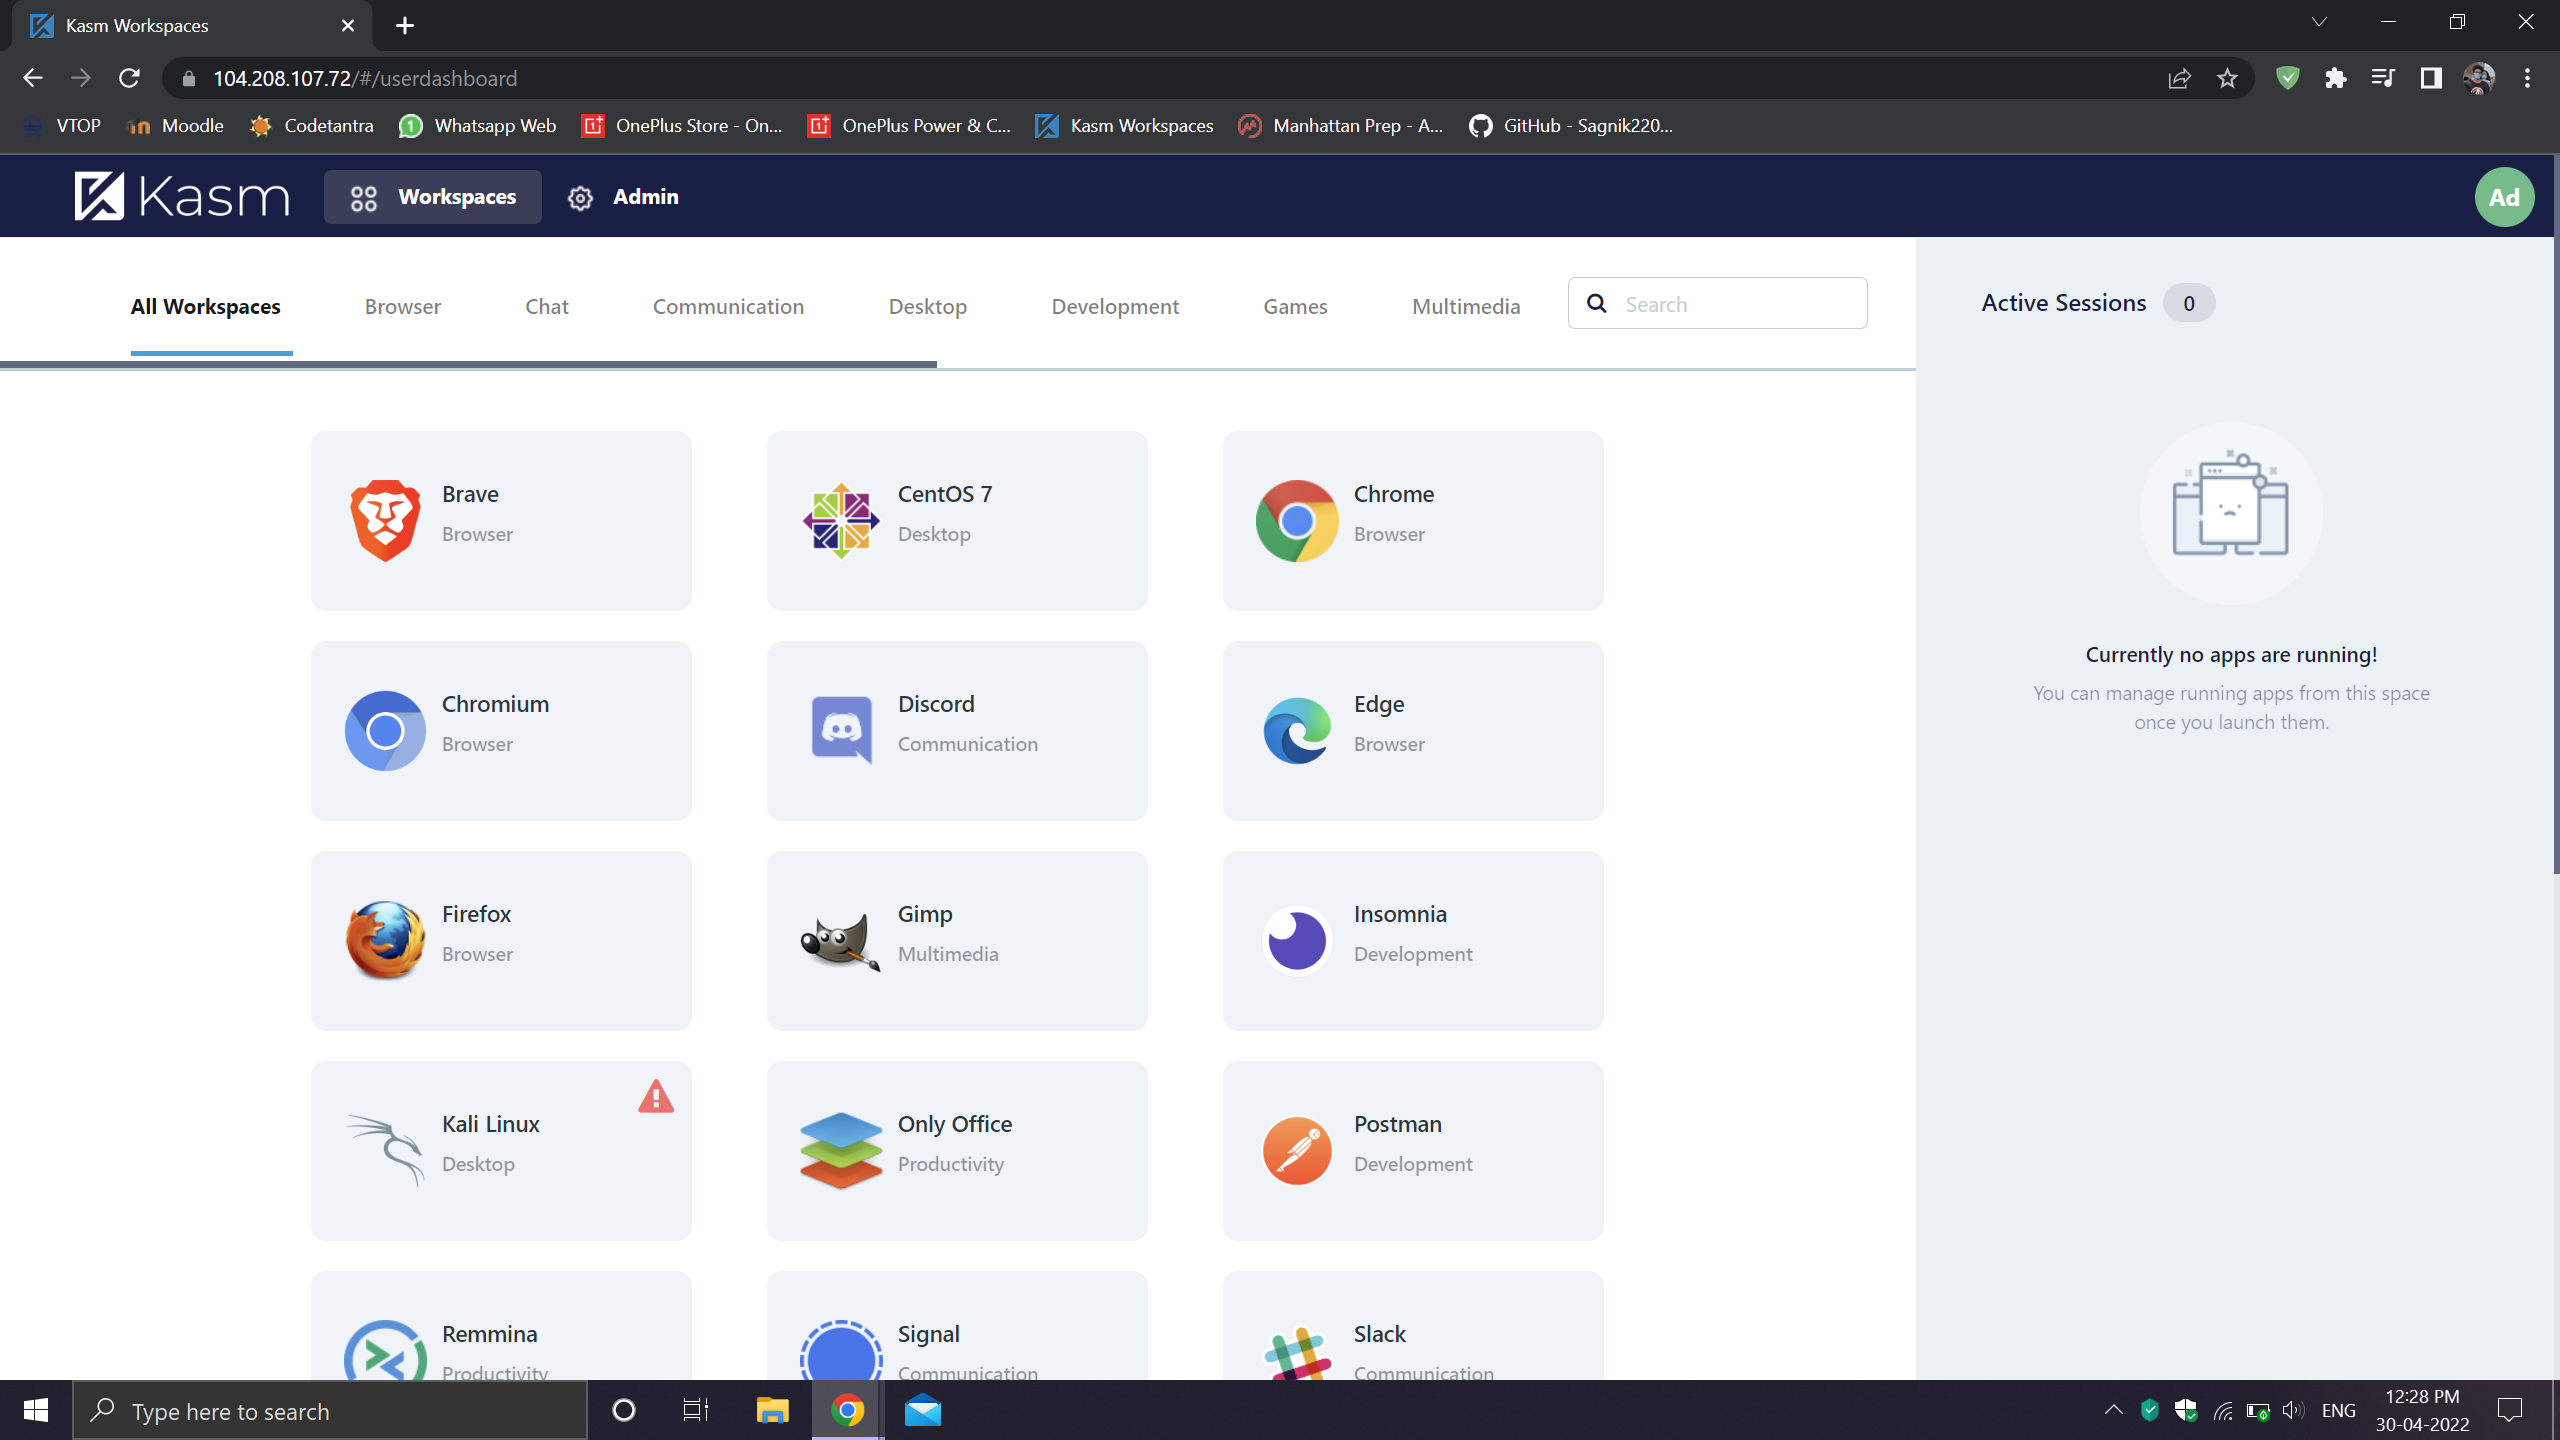 Kasm Workspaces
104.208.107.72/#/userdashboard
VTOP
Moodle
Codetantra
1
Whatsapp Web
OnePlus Store - On...
OnePlus Power & C...
Kasm Workspaces
Manhattan Prep - A...
GitHub - Sagnik220...
Kasm
Workspaces
Admin
Ad
All Workspaces
Browser
Chat
Communication
Desktop
Development
Games
Multimedia
Search
Active Sessions
0
Brave
Browser
CentOS 7
Desktop
Chrome
Browser
Currently no apps are running!
You can manage running apps from this space
once you launch them.
Chromium
Browser
Discord
Communication
Edge
Browser
Firefox
Browser
Gimp
Multimedia
Insomnia
Development
Kali Linux
Desktop
Only Office
Productivity
Postman
Development
Remmina
Productivity
Signal
Communication
Slack
Communication
Type here to search
ENG
12:28 PM
30-04-2022